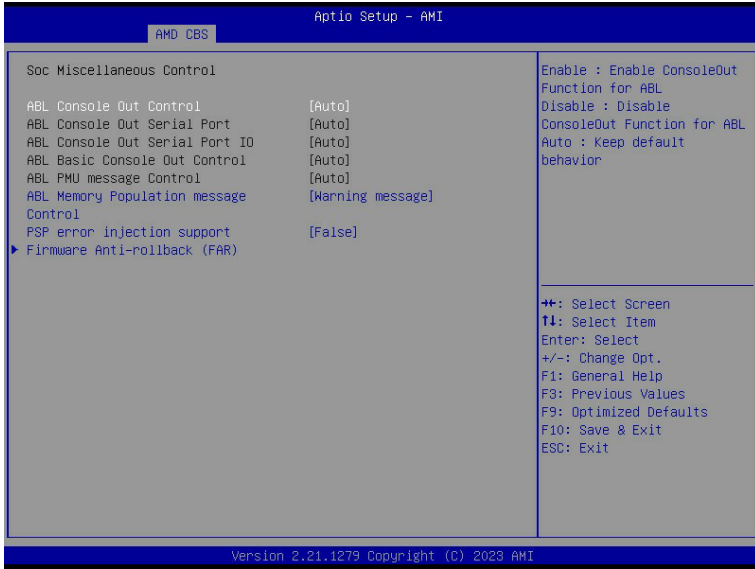 Aptio Setup – AMI
AMD CBS
Soc Miscellaneous Control
ABL Console Out Control [Auto]
ABL Console Out Serial Port [Auto]
ABL Console Out Serial Port IO [Auto]
ABL Basic Console Out Control [Auto]
ABL PMU message Control [Auto]
ABL Memory Population message [Warning message]
Control
PSP error injection support [False]
Firmware Anti-rollback (FAR)
Enable : Enable ConsoleOut
Function for ABL
Disable : Disable
ConsoleOut Function for ABL
Auto : Keep default
behavior
→←: Select Screen
↑↓: Select Item
Enter: Select
+/-: Change Opt.
F1: General Help
F3: Previous Values
F9: Optimized Defaults
F10: Save & Exit
ESC: Exit
Version 2.21.1279 Copyright (C) 2023 AMI